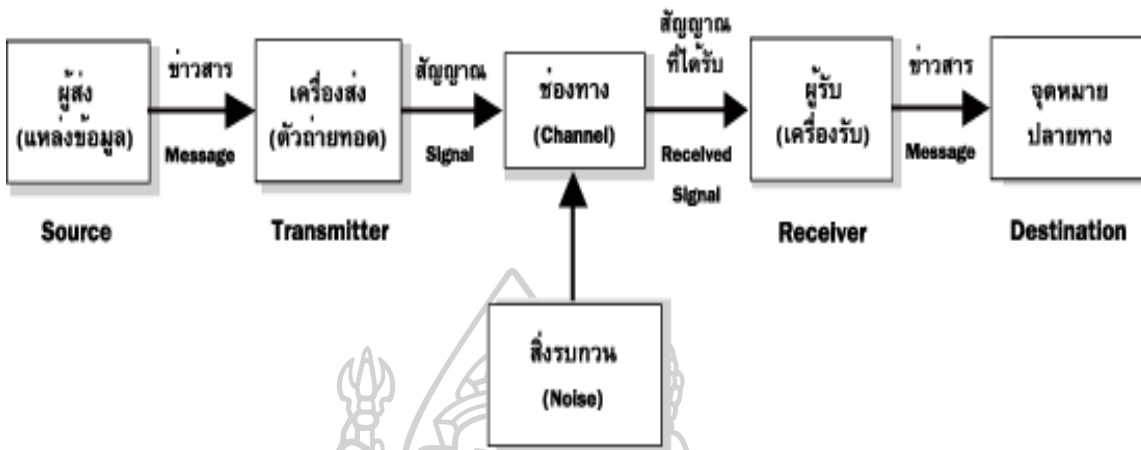 ผู้ส่ง
(แหล่งข้อมูล)
Source
ข่าวสาร
Message
เครื่องส่ง
(ตัวถ่ายทอด)
Transmitter
สัญญาณ
Signal
ช่องทาง
(Channel)
สัญญาณ
ที่ได้รับ
Received
Signal
ผู้รับ
(เครื่องรับ)
Receiver
ข่าวสาร
Message
จุดหมาย
ปลายทาง
Destination
สิ่งรบกวน
(Noise)